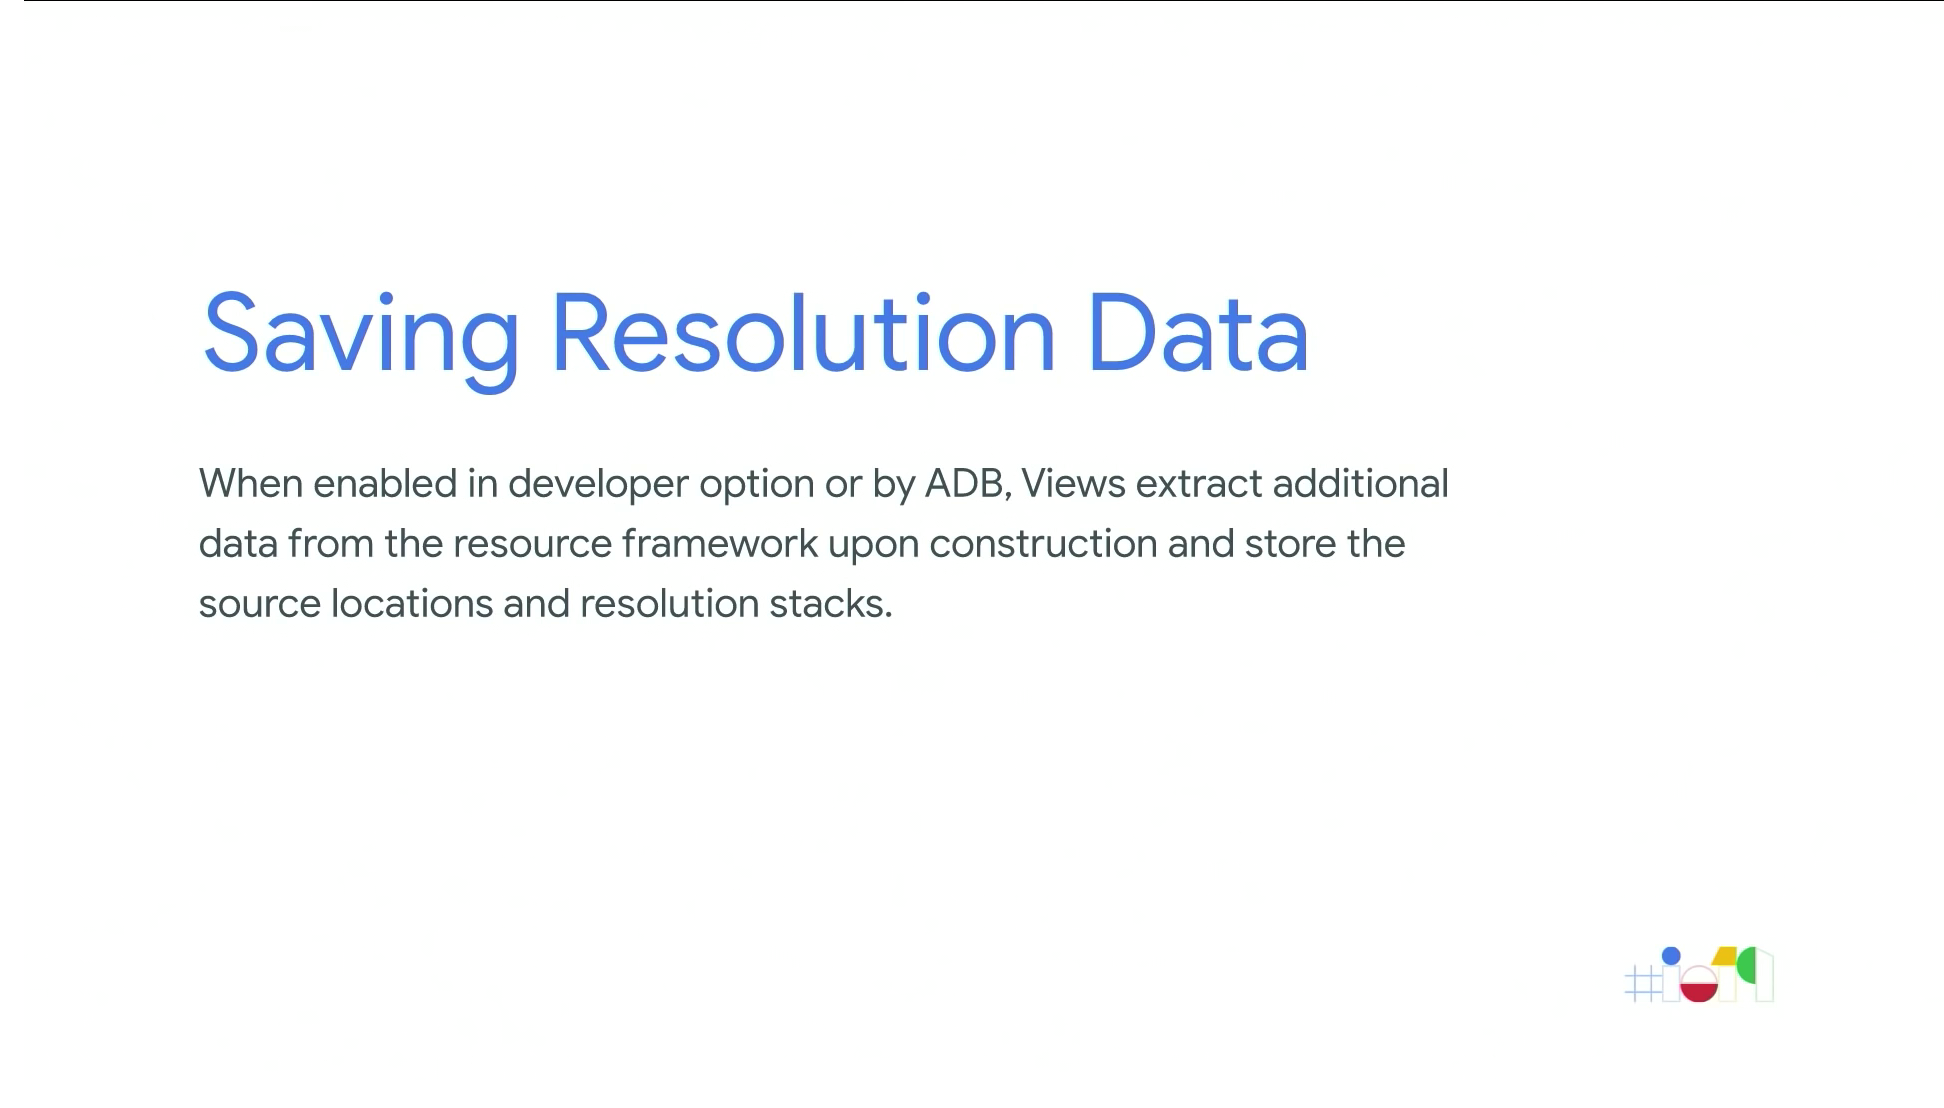 Saving Resolution Data
When enabled in developer option or by ADB, Views extract additional
data from the resource framework upon construction and store the
source locations and resolution stacks.
#io19